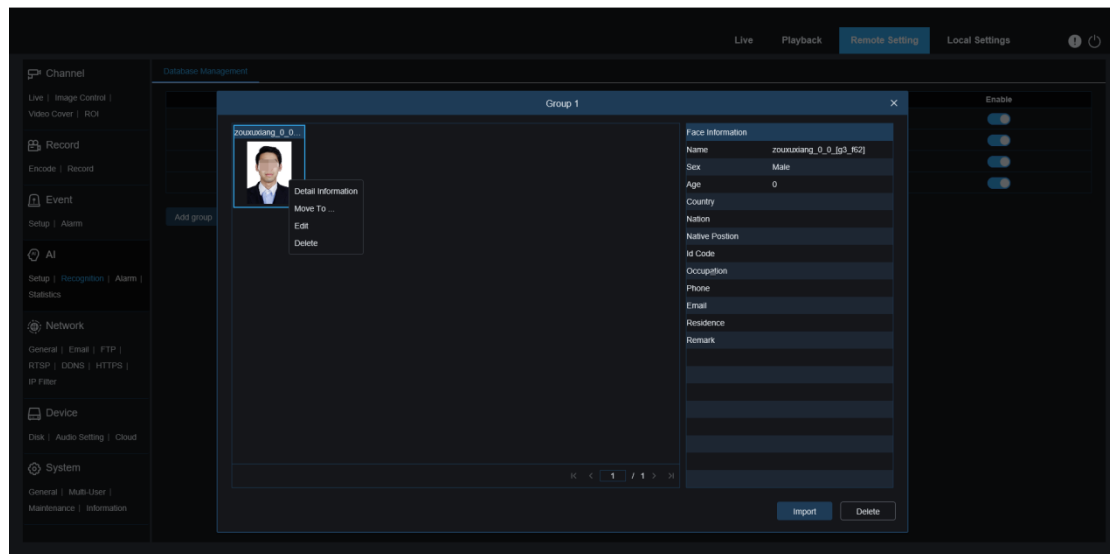 Live Playback Remote Setting Local Settings
Channel
Live | Image Control |
Video Cover | ROI
Record
Encode | Record
Event
Setup | Alarm
AI
Setup | Recognition | Alarm |
Statistics
Network
General | Email | FTP |
RTSP | DDNS | HTTPS |
IP Filter
Device
Disk | Audio Setting | Cloud
System
General | Multi-User |
Maintenance | Information
Database Management
Enable
Add group
Group 1
zouxuxiang_0_0...
Detail Information
Move To ...
Edit
Delete
Face Information
Name zouxuxiang_0_0_[g3_f62]
Sex Male
Age 0
Country
Nation
Native Postion
Id Code
Occupation
Phone
Email
Residence
Remark
1 / 1
Import Delete